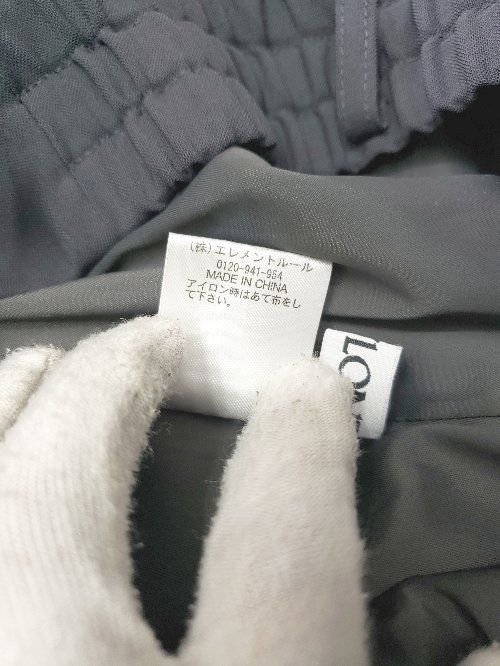 (株)エレメントルール
0120-941-954
MADE IN CHINA
アイロン時はあて布をし
て下さい。